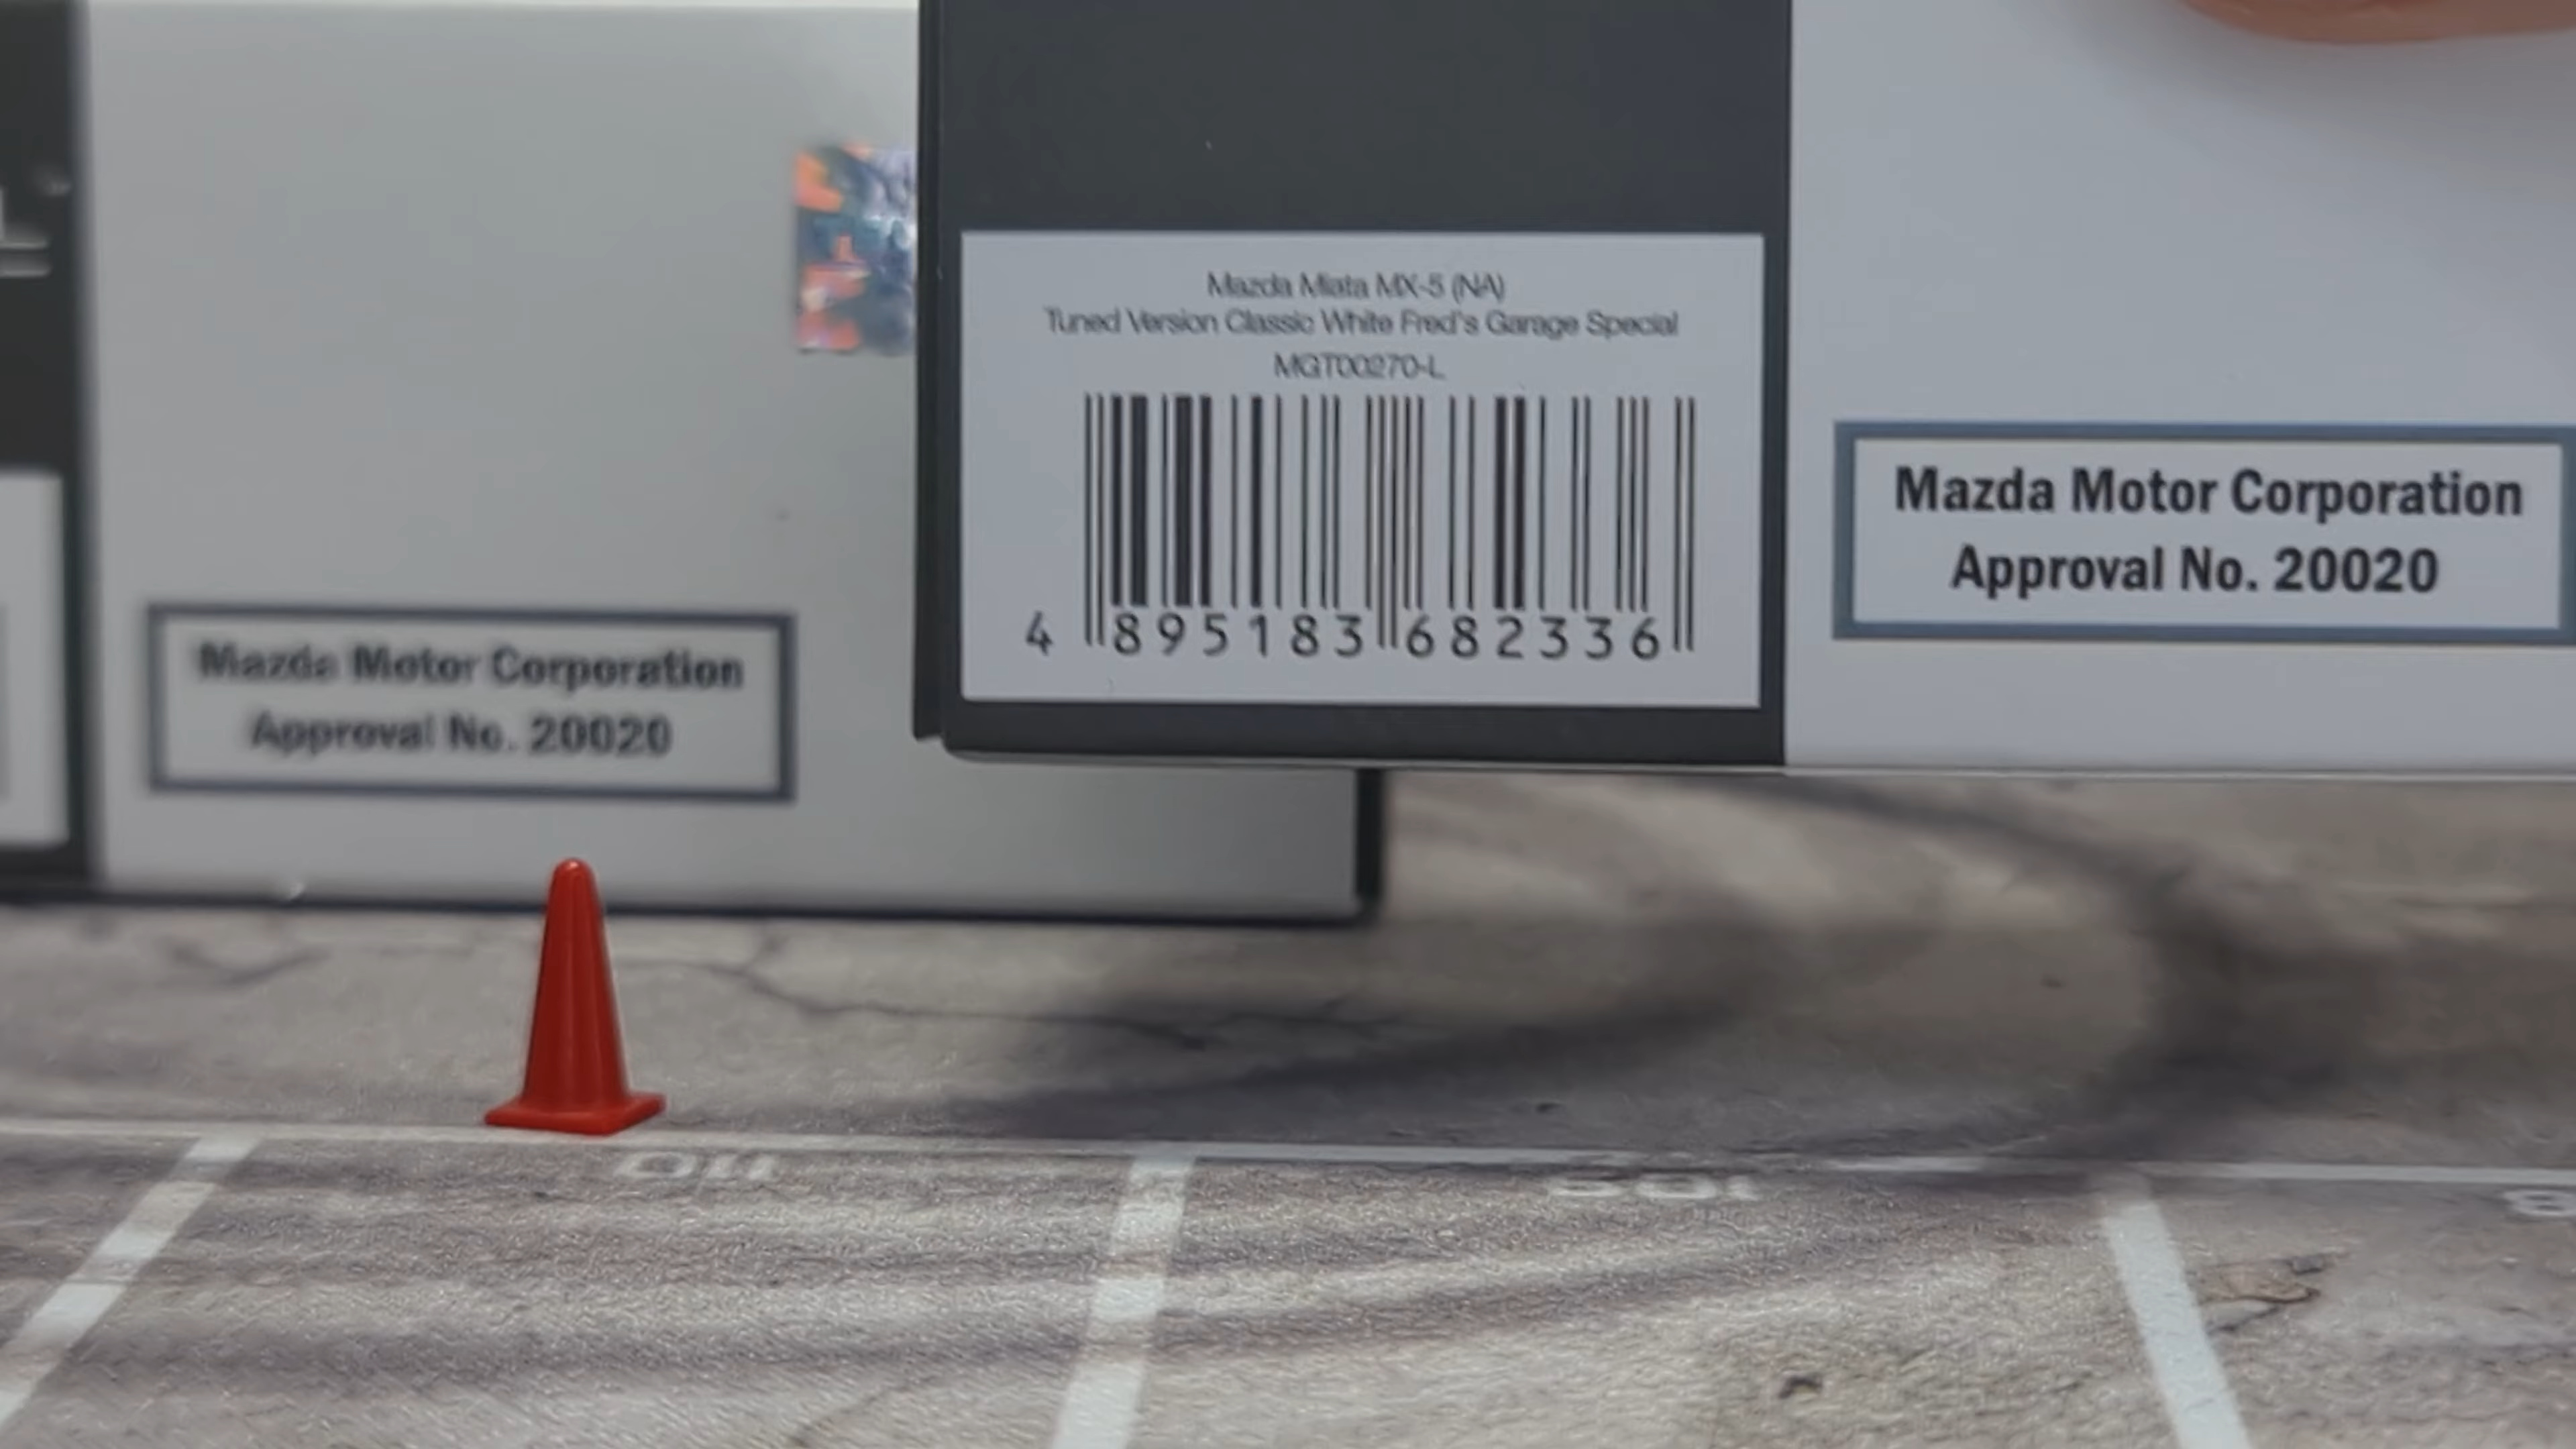 Mazda Miata MX-5 (NA)
Tuned Version Classic White Fred's Garage Special
MGT00270-L
4 895183 682336
Mazda Motor Corporation
Approval No. 20020
Mazda Motor Corporation
Approval No. 20020
110